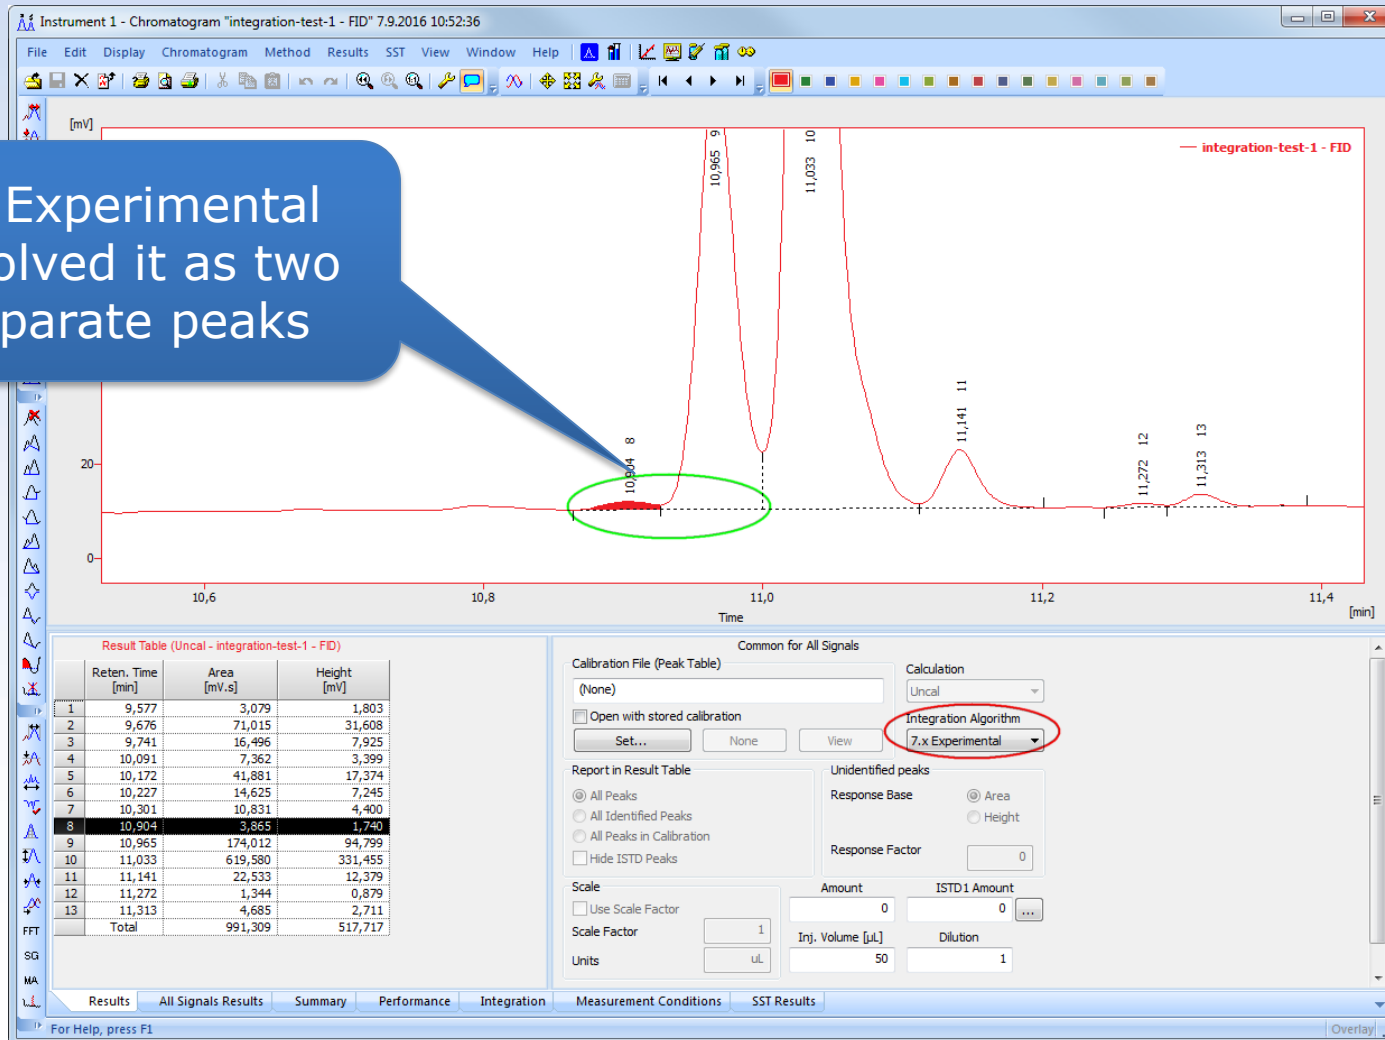 Instrument 1 - Chromatogram "integration-test-1 - FID" 7.9.2016 10:52:36
File Edit Display Chromatogram Method Results SST View Window Help
[mV]
integration-test-1 - FID
Experimental
olved it as two
parate peaks
10,904 8
10,965 9
11,033 10
11,141 11
11,272 12
11,313 13
20
0
10,6 10,8 11,0 11,2 11,4
Time
[min]
Result Table (Uncal - integration-test-1 - FID)
Reten. Time [min] Area [mV.s] Height [mV]
1 9,577 3,079 1,803
2 9,676 71,015 31,608
3 9,741 16,496 7,925
4 10,091 7,362 3,399
5 10,172 41,881 17,374
6 10,227 14,625 7,245
7 10,301 10,831 4,400
8 10,904 3,865 1,740
9 10,965 174,012 94,799
10 11,033 619,580 331,455
11 11,141 22,533 12,379
12 11,272 1,344 0,879
13 11,313 4,685 2,711
Total 991,309 517,717
Common for All Signals
Calibration File (Peak Table)
(None)
Open with stored calibration
Set... None View
Calculation
Uncal
Integration Algorithm
7.x Experimental
Report in Result Table
All Peaks
All Identified Peaks
All Peaks in Calibration
Hide ISTD Peaks
Unidentified peaks
Response Base Area
Height
Response Factor 0
Scale
Use Scale Factor
Scale Factor 1
Units uL
Amount ISTD1 Amount
0 0 ...
Inj. Volume [µL] Dilution
50 1
FFT
SG
MA
Results All Signals Results Summary Performance Integration Measurement Conditions SST Results
For Help, press F1
Overlay